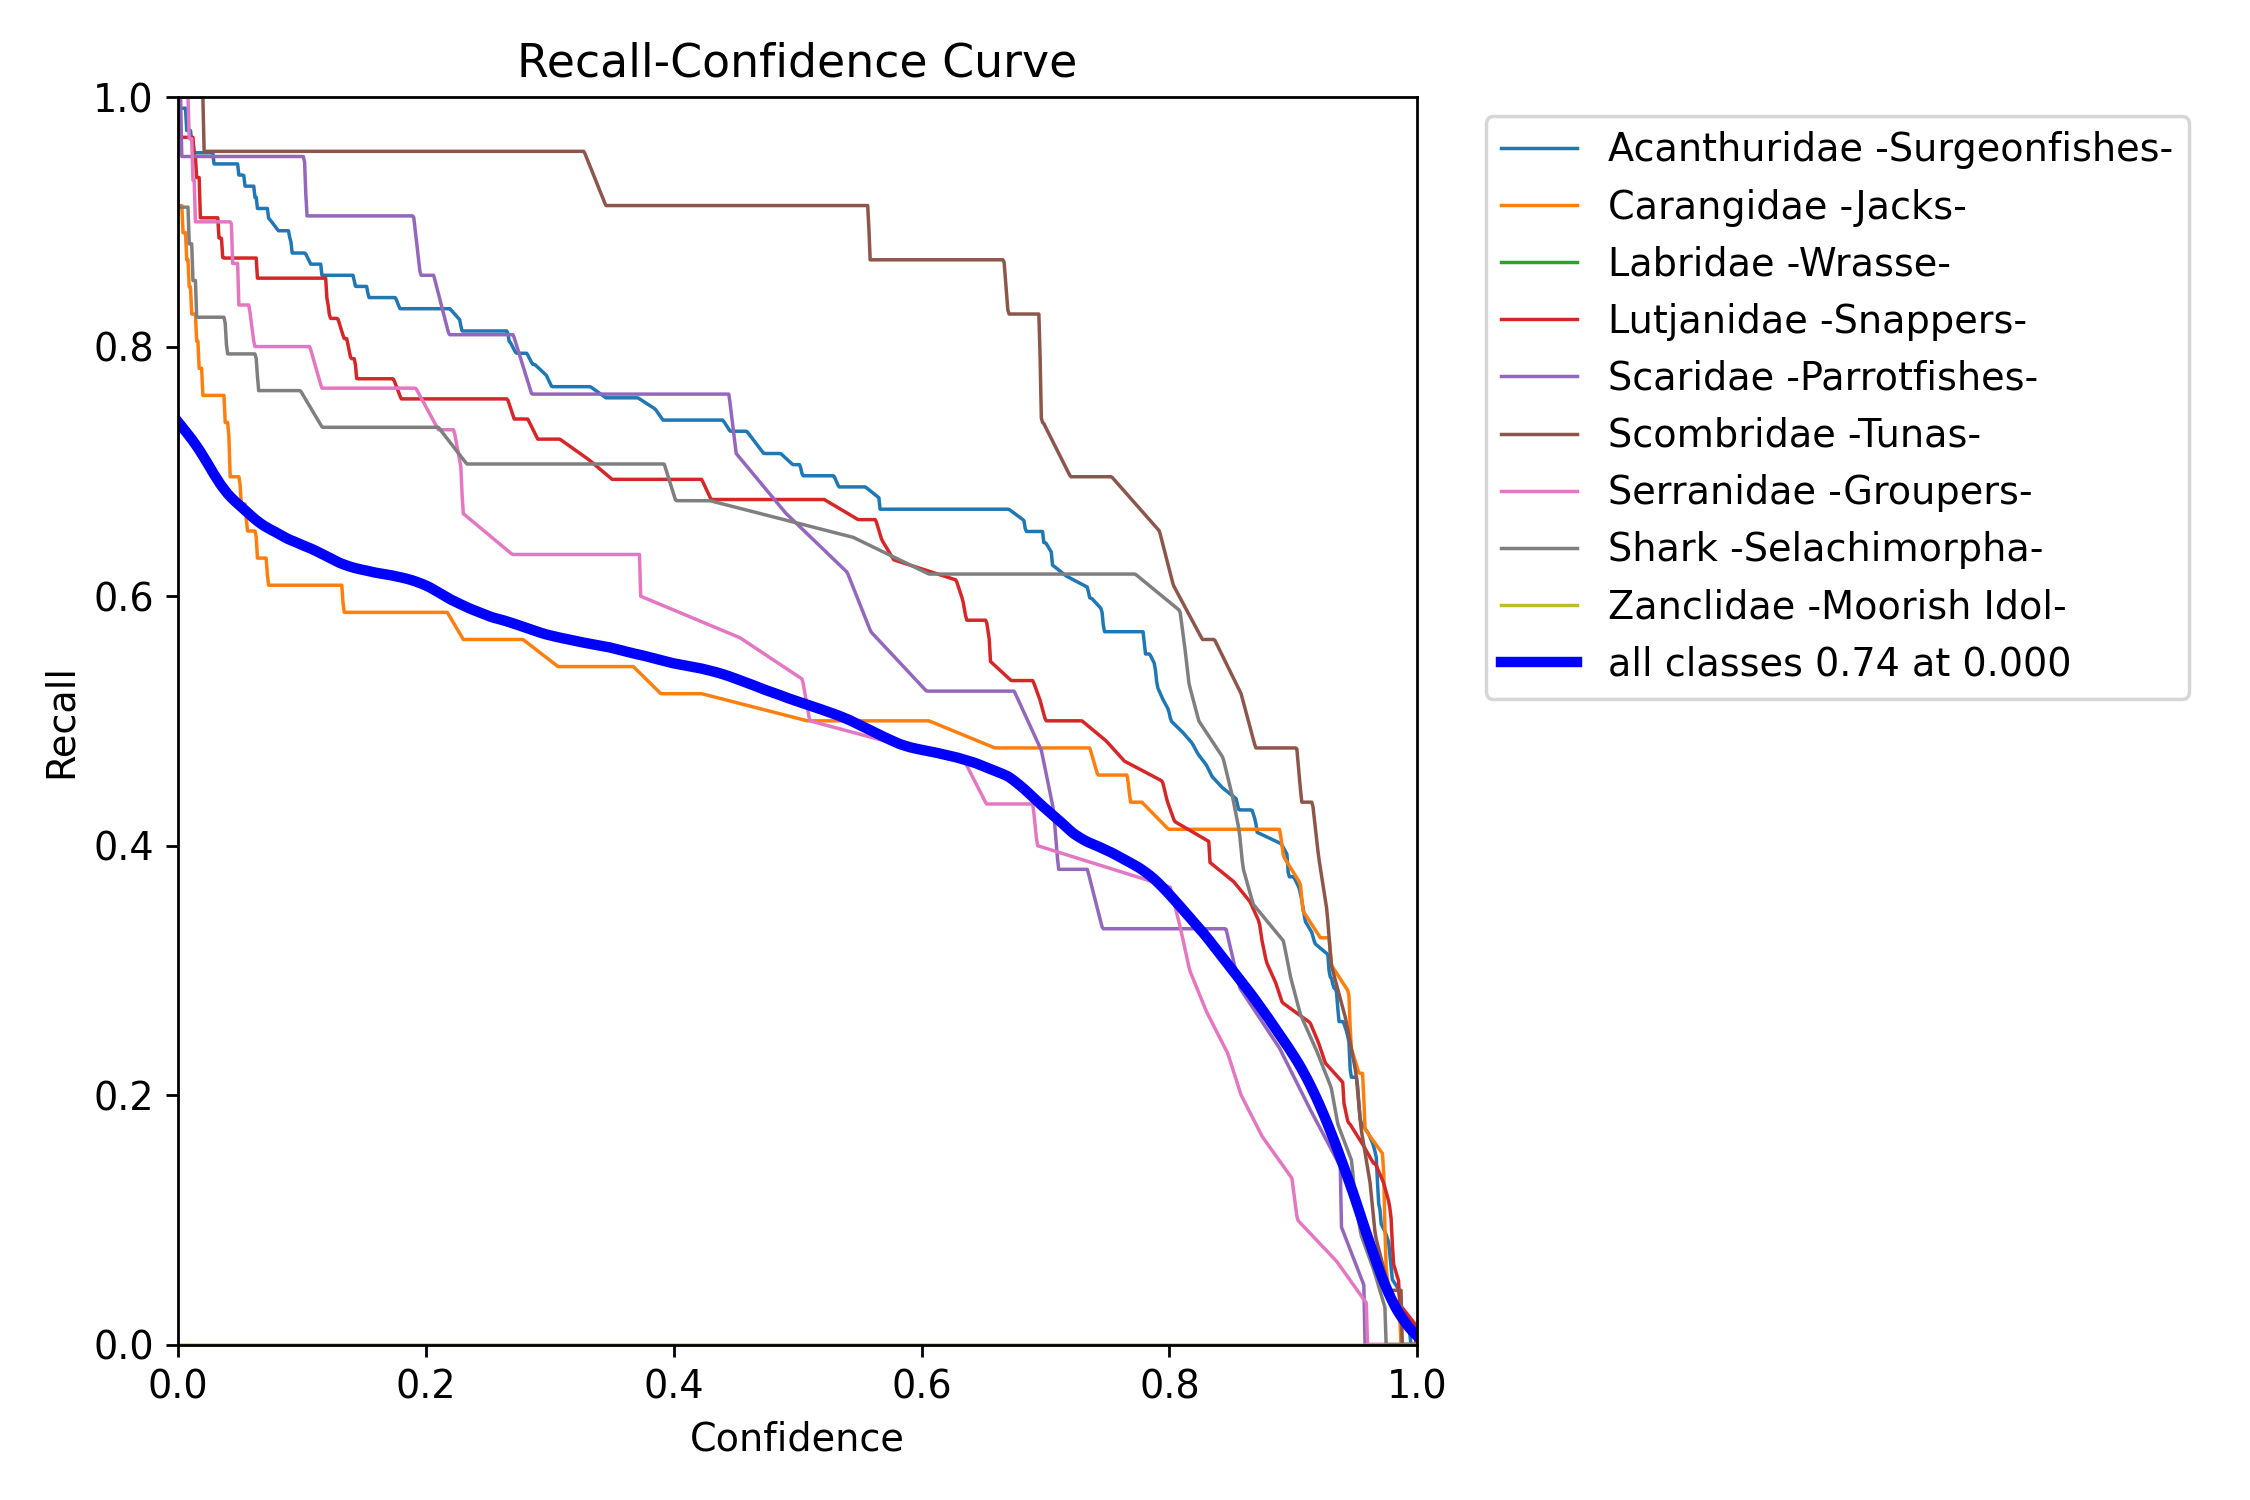 Recall-Confidence Curve
1.0
0.8
0.6
0.4
0.2
0.0
Recall
0.0 0.2 0.4 0.6 0.8 1.0
Confidence
Acanthuridae -Surgeonfishes-
Carangidae -Jacks-
Labridae -Wrasse-
Lutjanidae -Snappers-
Scaridae -Parrotfishes-
Scombridae -Tunas-
Serranidae -Groupers-
Shark -Selachimorpha-
Zanclidae -Moorish Idol-
all classes 0.74 at 0.000